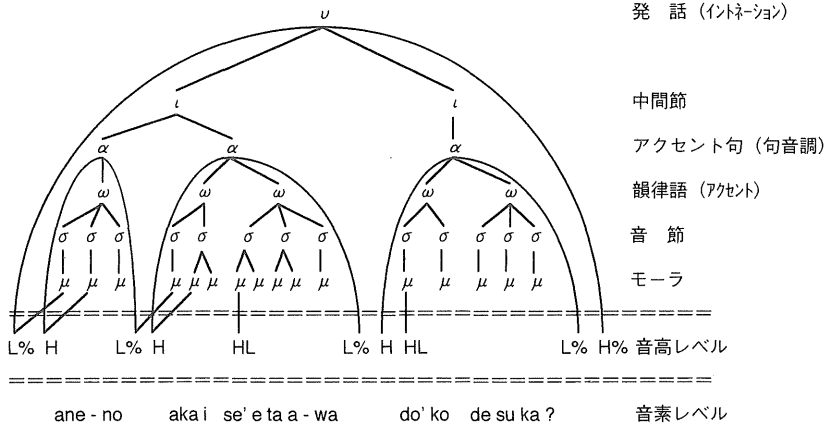 υ 発 話 (イントネーション)
ι ι 中間節
α α α アクセント句 (句音調)
ω ω ω ω ω 韻律語 (アクセント)
σ σ σ σ σ σ σ σ σ σ σ σ σ 音 節
μ μ μ μ μ μ μ μ μ μ μ μ μ μ μ μ モーラ
L% H L% H HL L% H HL L% H% 音高レベル
ane - no aka i se' e ta a - wa do' ko de su ka ? 音素レベル